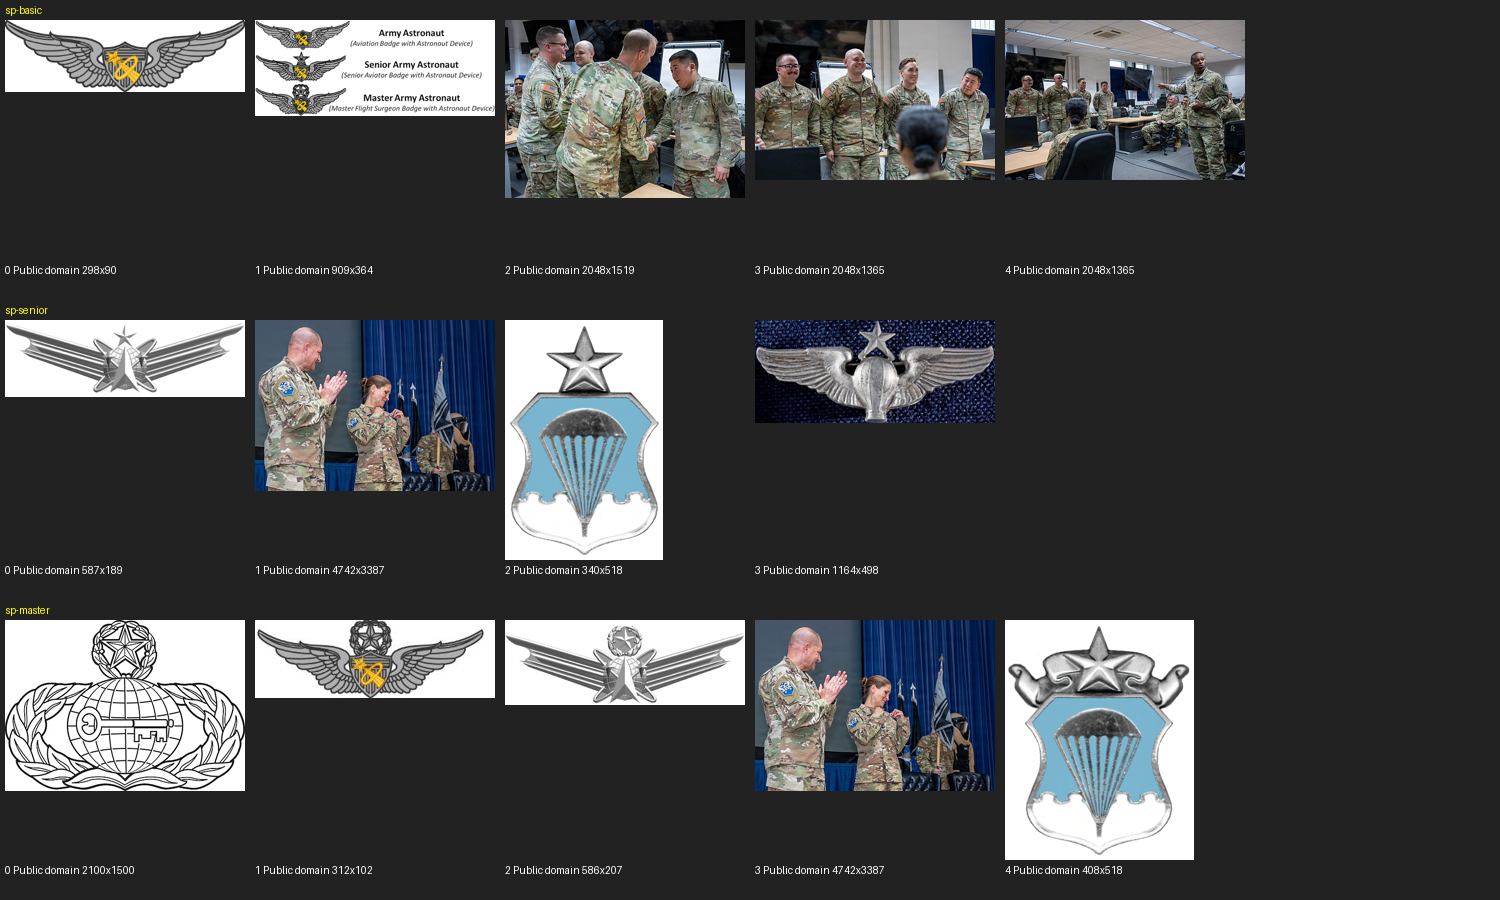 sp-basic
Army Astronaut
(Aviation Badge with Astronaut Device)
Senior Army Astronaut
(Senior Aviator Badge with Astronaut Device)
Master Army Astronaut
(Master Flight Surgeon Badge with Astronaut Device)
0 Public domain 298x90
1 Public domain 909x364
2 Public domain 2048x1519
3 Public domain 2048x1365
4 Public domain 2048x1365
sp-senior
0 Public domain 587x189
1 Public domain 4742x3387
2 Public domain 340x518
3 Public domain 1164x498
sp-master
0 Public domain 2100x1500
1 Public domain 312x102
2 Public domain 586x207
3 Public domain 4742x3387
4 Public domain 408x518